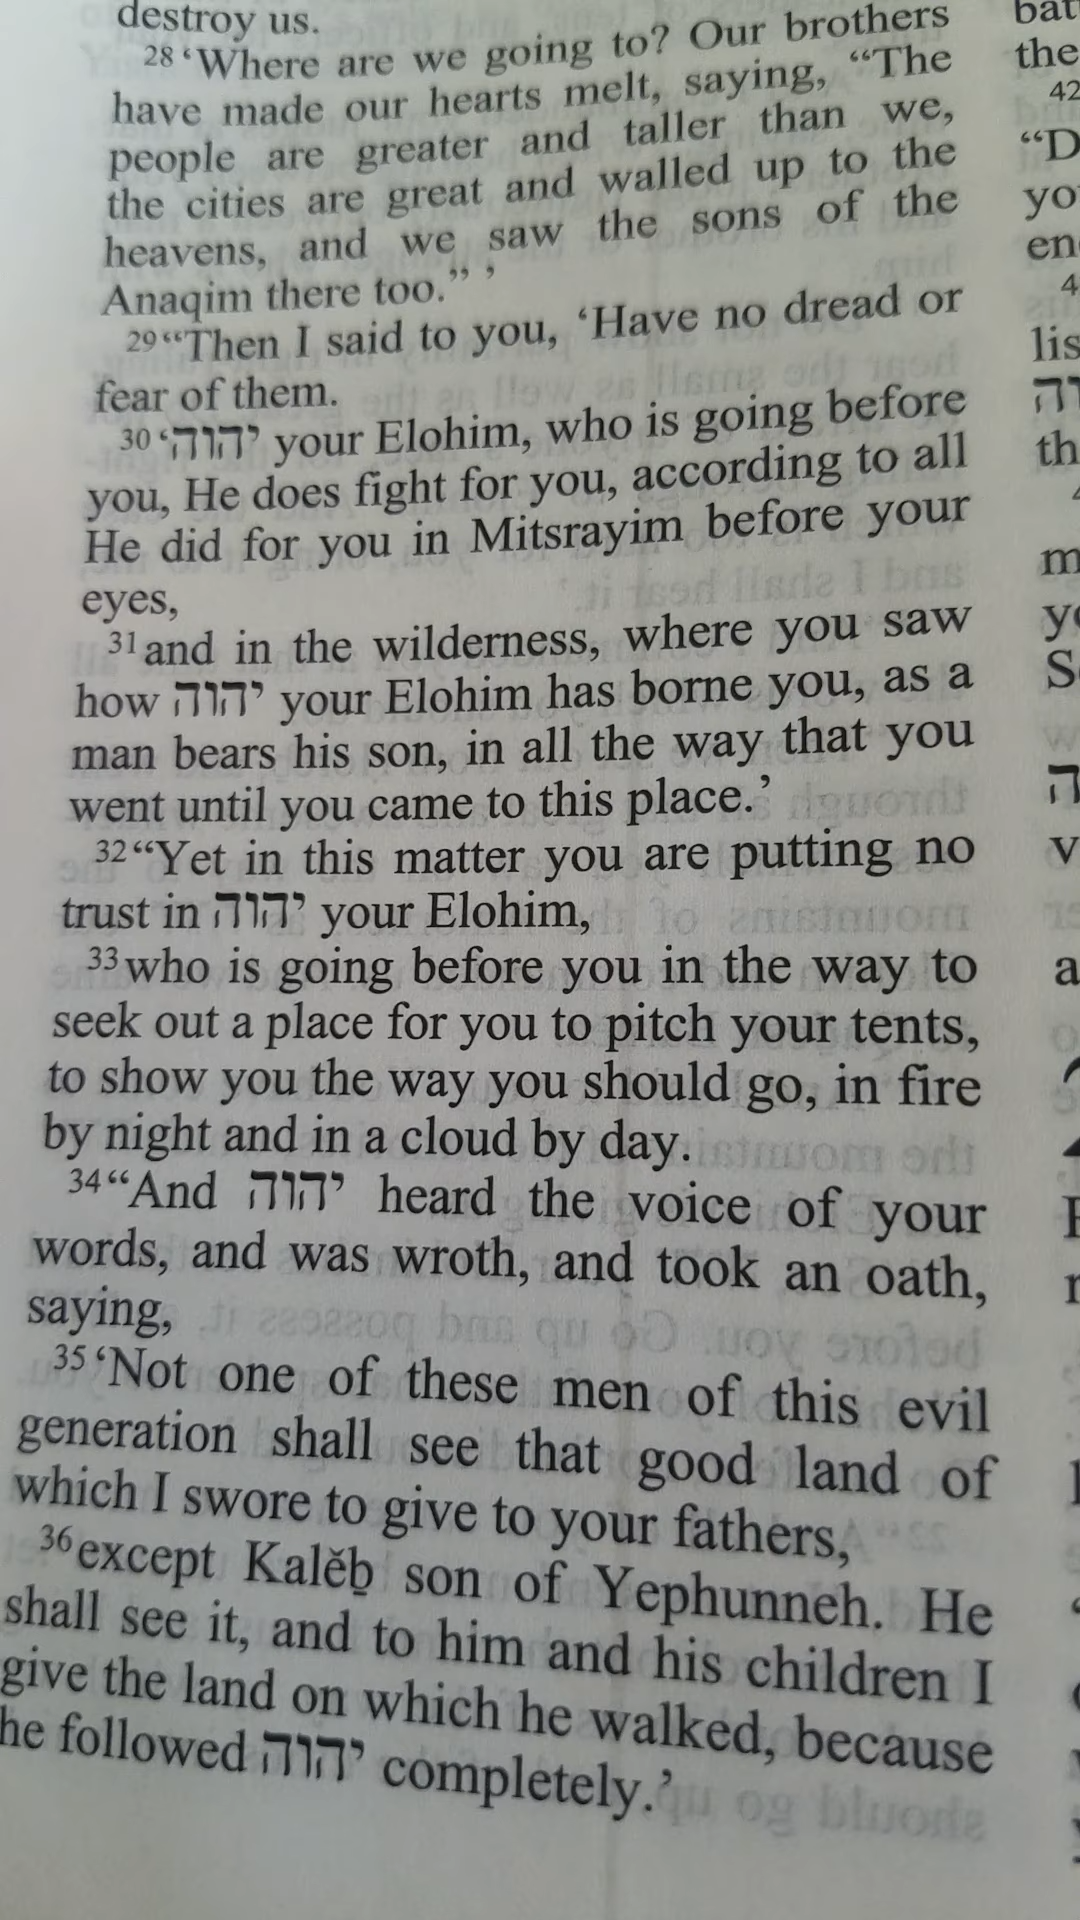 destroy us.
28 ‘Where are we going to? Our brothers
have made our hearts melt, saying, “The
people are greater and taller than we,
the cities are great and walled up to the
heavens, and we saw the sons of the
Anaqim there too.” ’
29 “Then I said to you, ‘Have no dread or
fear of them.
30 ‘יהוה your Elohim, who is going before
you, He does fight for you, according to all
He did for you in Mitsrayim before your
eyes,
31 and in the wilderness, where you saw
how יהוה your Elohim has borne you, as a
man bears his son, in all the way that you
went until you came to this place.’
32 “Yet in this matter you are putting no
trust in יהוה your Elohim,
33 who is going before you in the way to
seek out a place for you to pitch your tents,
to show you the way you should go, in fire
by night and in a cloud by day.
34 “And יהוה heard the voice of your
words, and was wroth, and took an oath,
saying,
35 ‘Not one of these men of this evil
generation shall see that good land of
which I swore to give to your fathers,
36 except Kalĕḇ son of Yephunneh. He
shall see it, and to him and his children I
give the land on which he walked, because
he followed יהוה completely.’
the
42